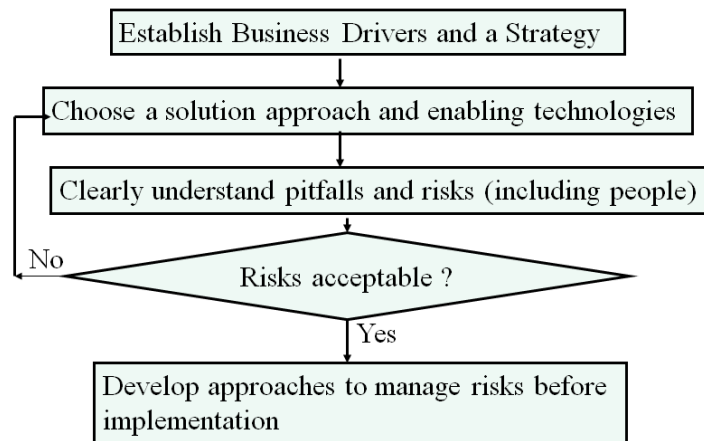 Establish Business Drivers and a Strategy
Choose a solution approach and enabling technologies
Clearly understand pitfalls and risks (including people)
No
Risks acceptable ?
Yes
Develop approaches to manage risks before
implementation